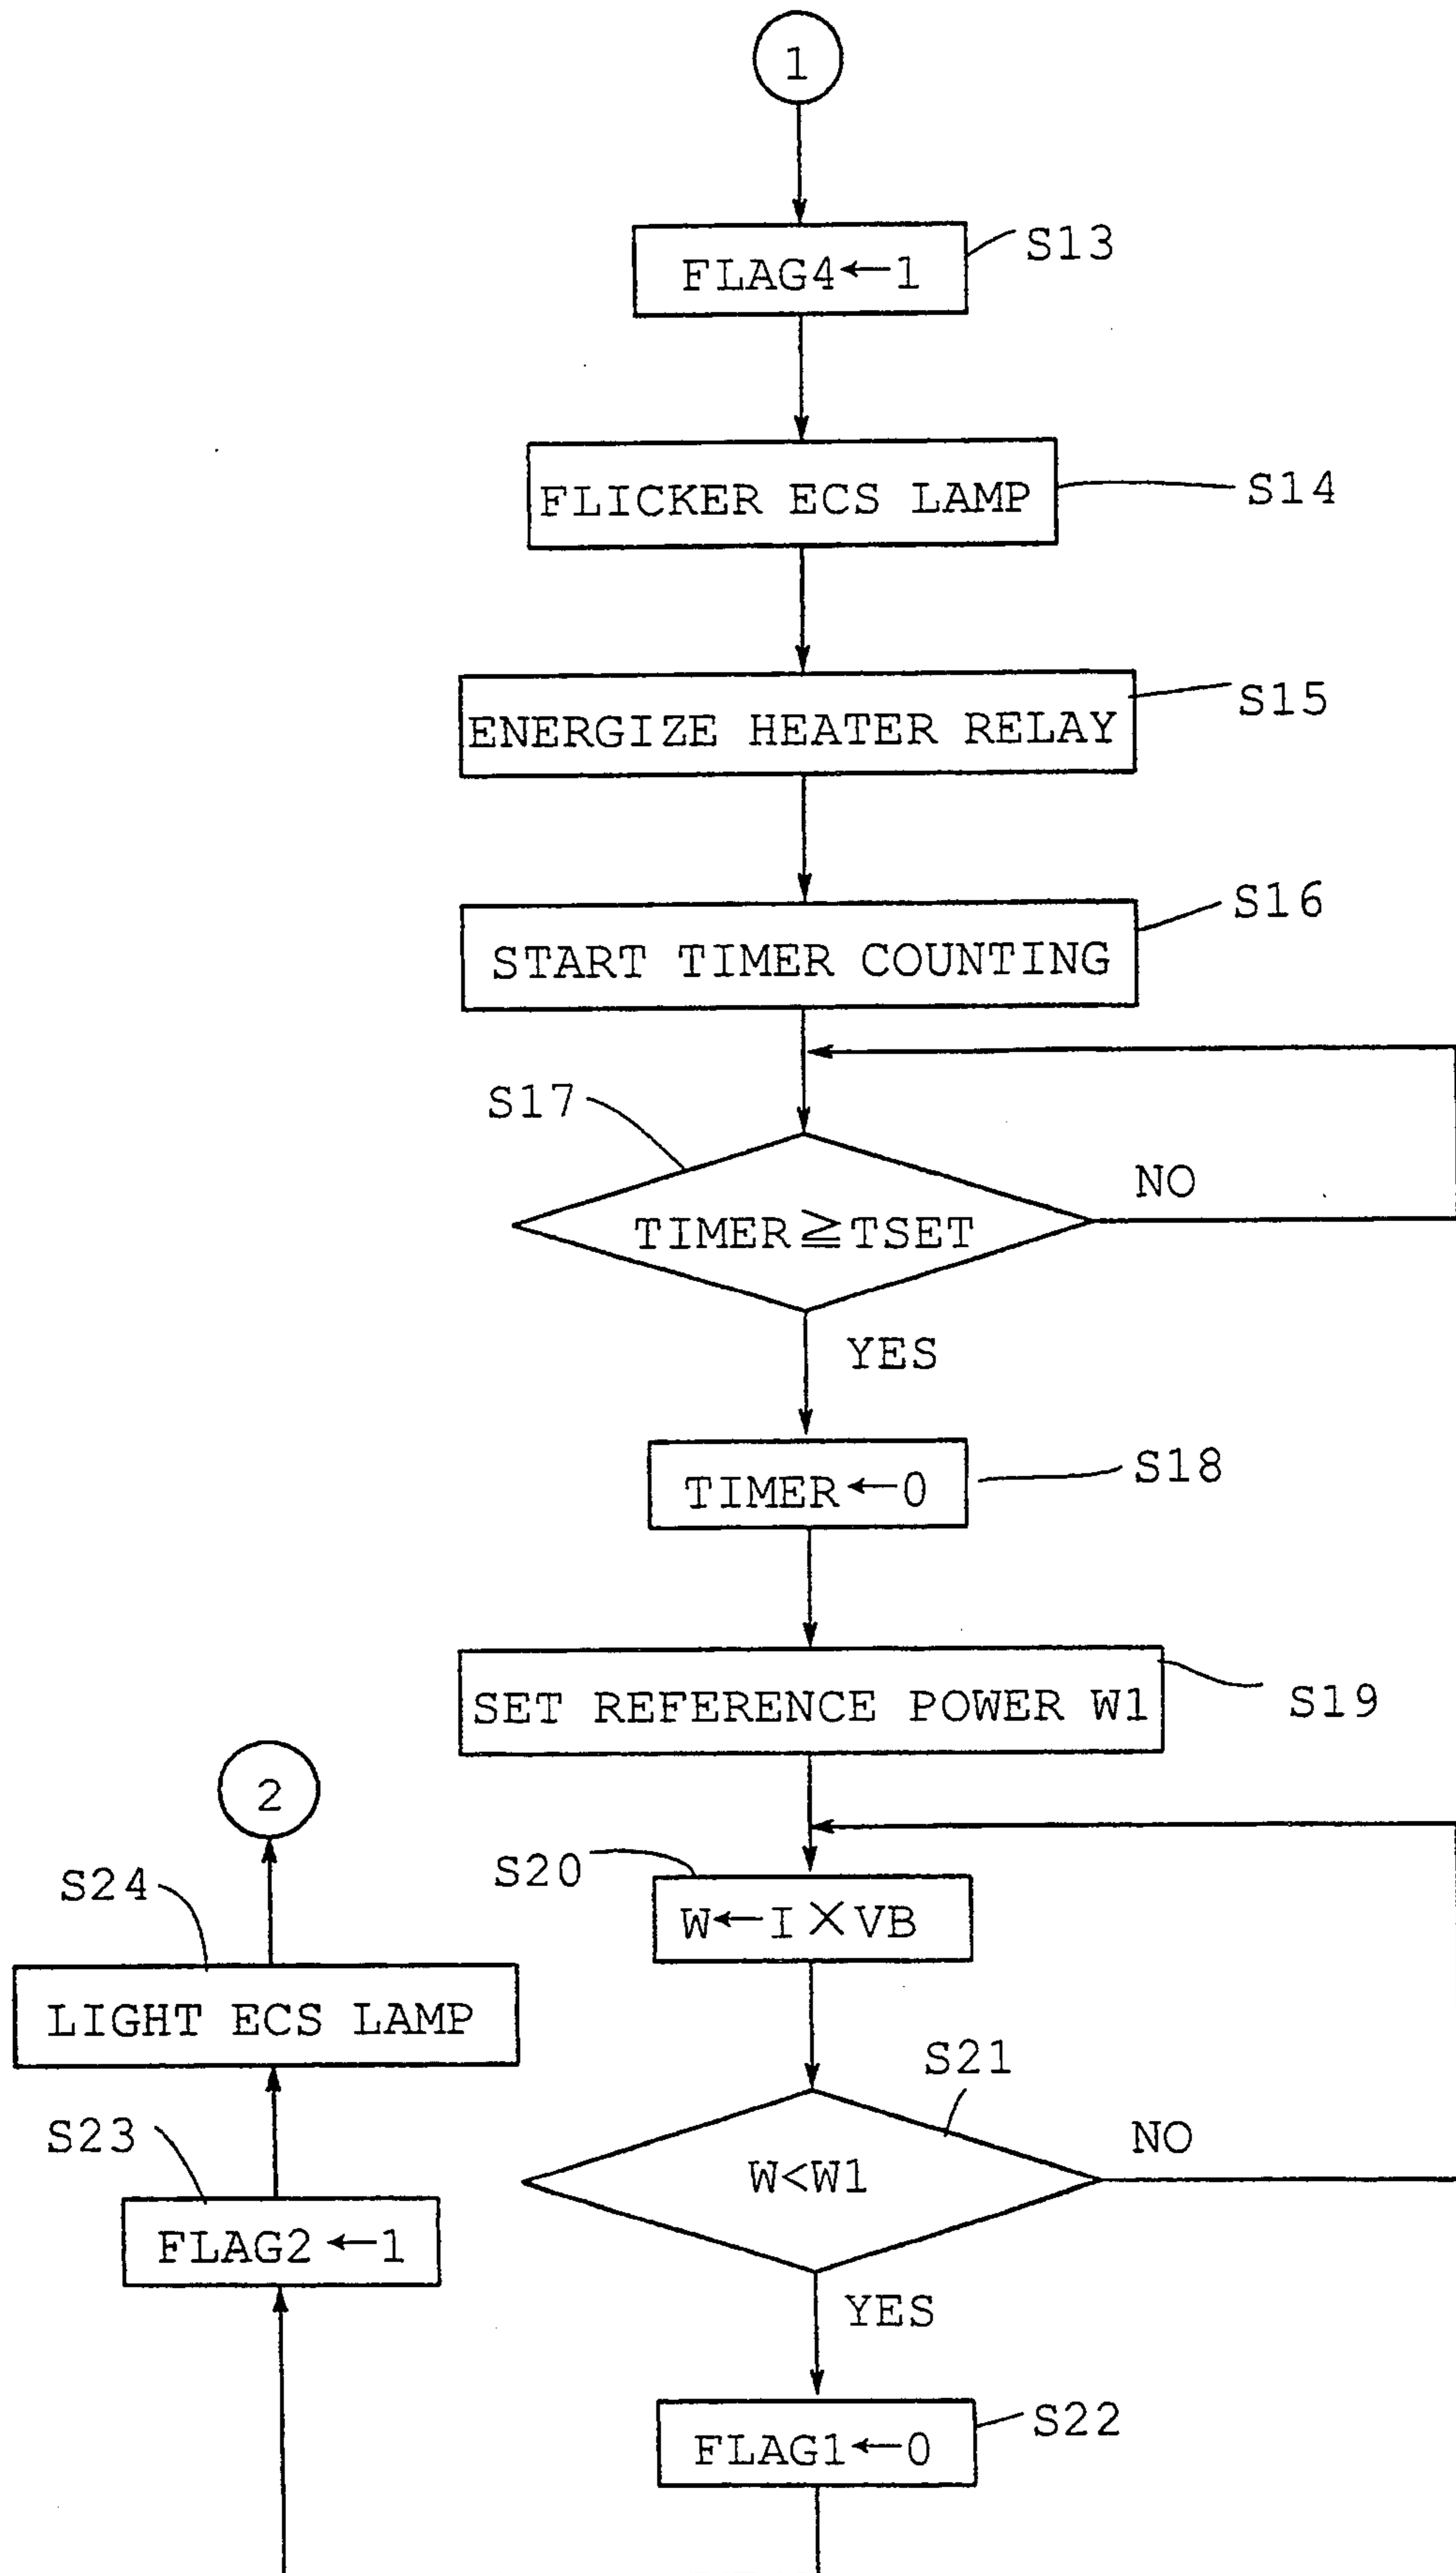 1
FLAG4←1
S13
FLICKER ECS LAMP
S14
ENERGIZE HEATER RELAY
S15
START TIMER COUNTING
S16
S17
TIMER≧TSET
NO
YES
TIMER←0
S18
SET REFERENCE POWER W1
S19
2
S20
W←I×VB
S24
LIGHT ECS LAMP
S21
W<W1
NO
S23
FLAG2←1
YES
FLAG1←0
S22